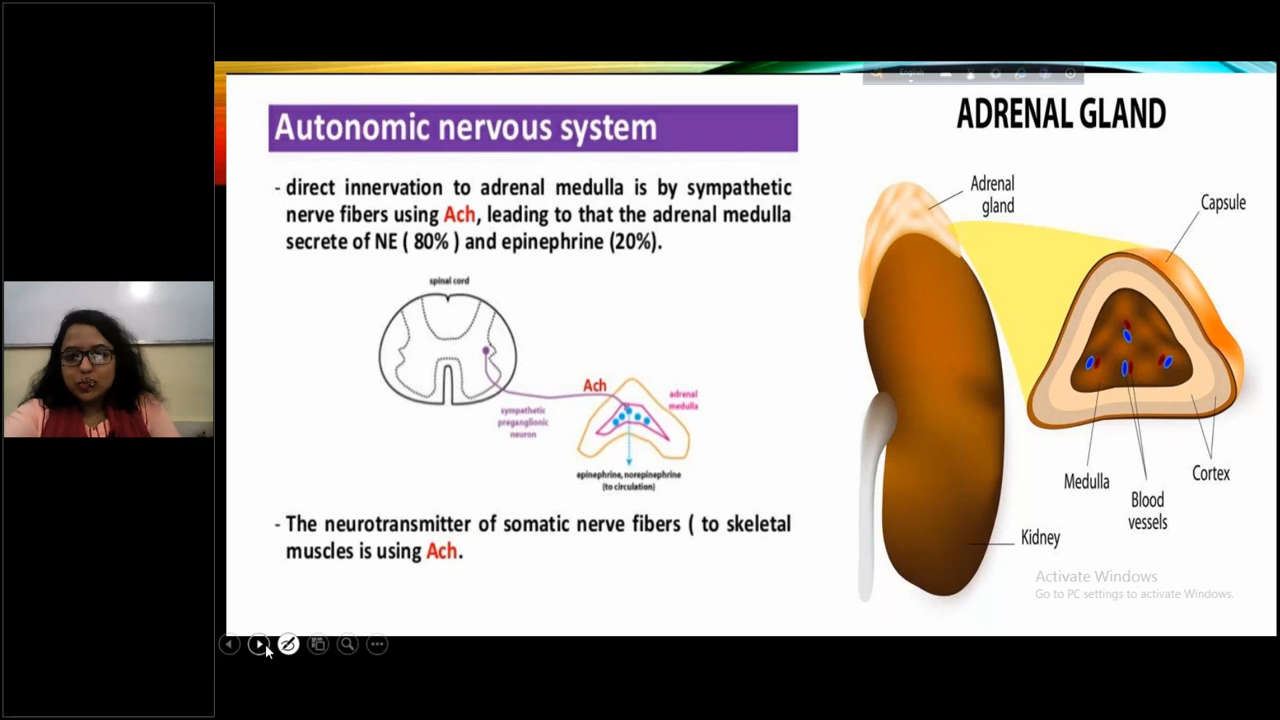 English
Autonomic nervous system
- direct innervation to adrenal medulla is by sympathetic
nerve fibers using Ach, leading to that the adrenal medulla
secrete of NE ( 80% ) and epinephrine (20%).
spinal cord
Ach
adrenal
medulla
sympathetic
preganglionic
neuron
epinephrine, norepinephrine
(to circulation)
- The neurotransmitter of somatic nerve fibers ( to skeletal
muscles is using Ach.
ADRENAL GLAND
Adrenal
gland
Capsule
Medulla
Blood
vessels
Cortex
Kidney
Activate Windows
Go to PC settings to activate Windows.